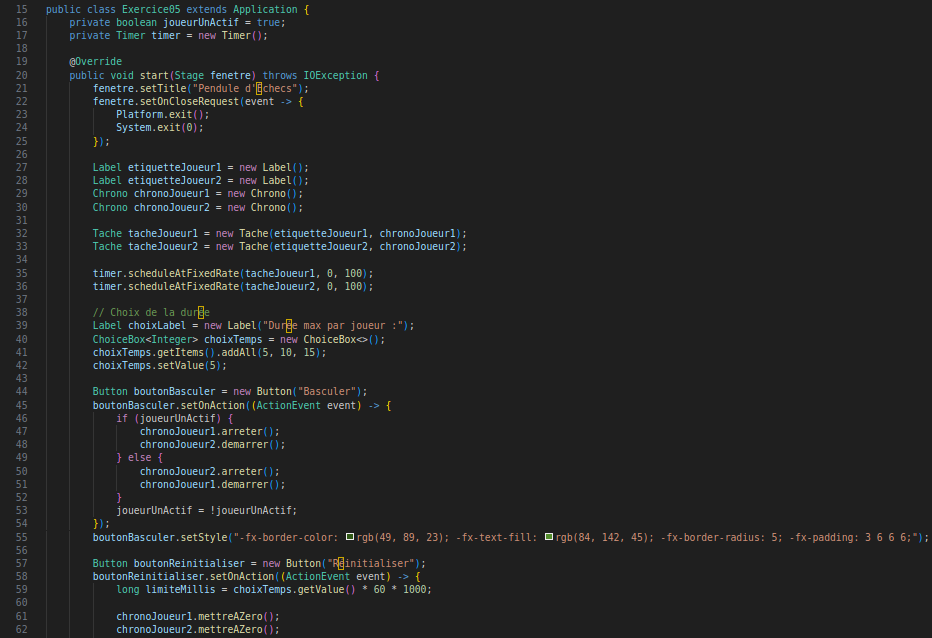 15 public class Exercice05 extends Application {
16     private boolean joueurUnActif = true;
17     private Timer timer = new Timer();
18
19     @Override
20     public void start(Stage fenetre) throws IOException {
21         fenetre.setTitle("Pendule d'Échecs");
22         fenetre.setOnCloseRequest(event -> {
23             Platform.exit();
24             System.exit(0);
25         });
26
27         Label etiquetteJoueur1 = new Label();
28         Label etiquetteJoueur2 = new Label();
29         Chrono chronoJoueur1 = new Chrono();
30         Chrono chronoJoueur2 = new Chrono();
31
32         Tache tacheJoueur1 = new Tache(etiquetteJoueur1, chronoJoueur1);
33         Tache tacheJoueur2 = new Tache(etiquetteJoueur2, chronoJoueur2);
34
35         timer.scheduleAtFixedRate(tacheJoueur1, 0, 100);
36         timer.scheduleAtFixedRate(tacheJoueur2, 0, 100);
37
38         // Choix de la durée
39         Label choixLabel = new Label("Durée max par joueur :");
40         ChoiceBox<Integer> choixTemps = new ChoiceBox<>();
41         choixTemps.getItems().addAll(5, 10, 15);
42         choixTemps.setValue(5);
43
44         Button boutonBasculer = new Button("Basculer");
45         boutonBasculer.setOnAction((ActionEvent event) -> {
46             if (joueurUnActif) {
47                 chronoJoueur1.arreter();
48                 chronoJoueur2.demarrer();
49             } else {
50                 chronoJoueur2.arreter();
51                 chronoJoueur1.demarrer();
52             }
53             joueurUnActif = !joueurUnActif;
54         });
55         boutonBasculer.setStyle("-fx-border-color: rgb(49, 89, 23); -fx-text-fill: rgb(84, 142, 45); -fx-border-radius: 5; -fx-padding: 3 6 6 6;");
56
57         Button boutonReinitialiser = new Button("Réinitialiser");
58         boutonReinitialiser.setOnAction((ActionEvent event) -> {
59             long limiteMillis = choixTemps.getValue() * 60 * 1000;
60
61             chronoJoueur1.mettreAZero();
62             chronoJoueur2.mettreAZero();